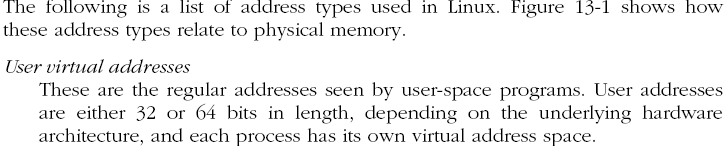 The following is a list of address types used in Linux. Figure 13-1 shows how
these address types relate to physical memory.
User virtual addresses
These are the regular addresses seen by user-space programs. User addresses
are either 32 or 64 bits in length, depending on the underlying hardware
architecture, and each process has its own virtual address space.